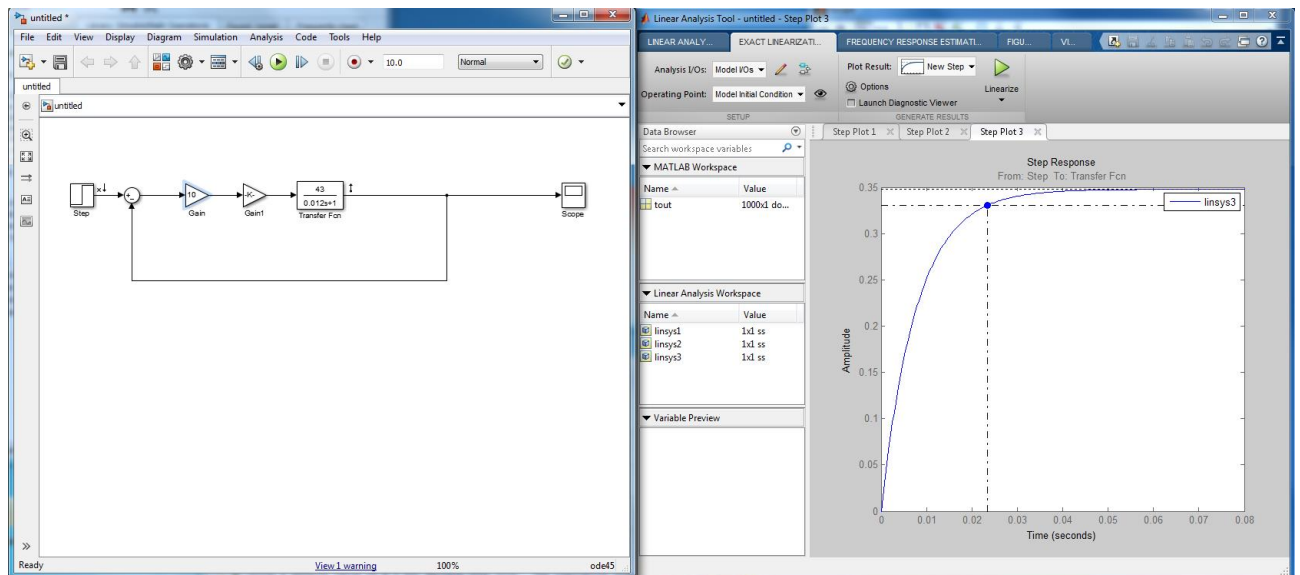 untitled *
File Edit View Display Diagram Simulation Analysis Code Tools Help
10.0 Normal
untitled
untitled
Step
10
Gain
-K-
Gain1
43
0.012s+1
Transfer Fcn
Scope
Ready View 1 warning 100% ode45
Linear Analysis Tool - untitled - Step Plot 3
LINEAR ANALY... EXACT LINEARIZATI... FREQUENCY RESPONSE ESTIMATI... FIGU... VI...
Analysis I/Os: Model I/Os
Operating Point: Model Initial Condition
SETUP
Plot Result: New Step
Options
Launch Diagnostic Viewer
Linearize
GENERATE RESULTS
Data Browser
Search workspace variables
MATLAB Workspace
Name Value
tout 1000x1 do...
Linear Analysis Workspace
Name Value
linsys1 1x1 ss
linsys2 1x1 ss
linsys3 1x1 ss
Variable Preview
Step Plot 1 Step Plot 2 Step Plot 3
Step Response
From: Step To: Transfer Fcn
linsys3
Amplitude
0.35
0.3
0.25
0.2
0.15
0.1
0.05
0
0 0.01 0.02 0.03 0.04 0.05 0.06 0.07 0.08
Time (seconds)